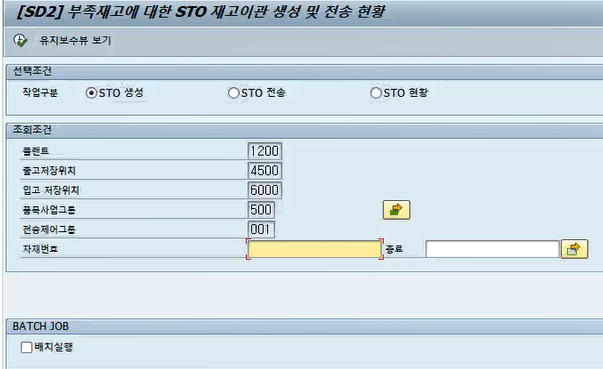 [SD2] 부족재고에 대한 STO 재고이관 생성 및 전송 현황
유지보수뷰 보기
선택조건
작업구분 STO 생성 STO 전송 STO 현황
조회조건
플랜트 1200
출고저장위치 4500
입고 저장위치 6000
품목사업그룹 500
전송제어그룹 001
자재번호 종료
BATCH JOB
배치실행